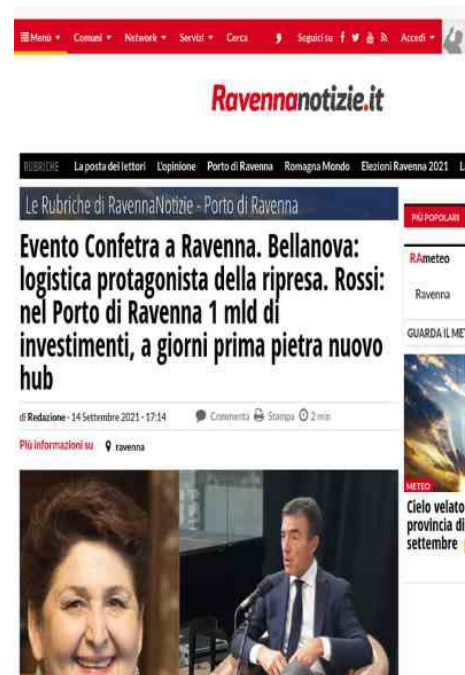 Menù Comuni Network Servizi Cerca Seguici su Accedi
Ravennanotizie.it
RUBRICHE La posta dei lettori L'opinione Porto di Ravenna Romagna Mondo Elezioni Ravenna 2021
Le Rubriche di RavennaNotizie - Porto di Ravenna
Evento Confetra a Ravenna. Bellanova:
logistica protagonista della ripresa. Rossi:
nel Porto di Ravenna 1 mld di
investimenti, a giorni prima pietra nuovo
hub
di Redazione - 14 Settembre 2021 - 17:14 Commenta Stampa 2 min
Più informazioni su ravenna
PIÙ POPOLARI
RAmeteo
Ravenna
GUARDA IL ME
METEO
Cielo velato
provincia di
settembre